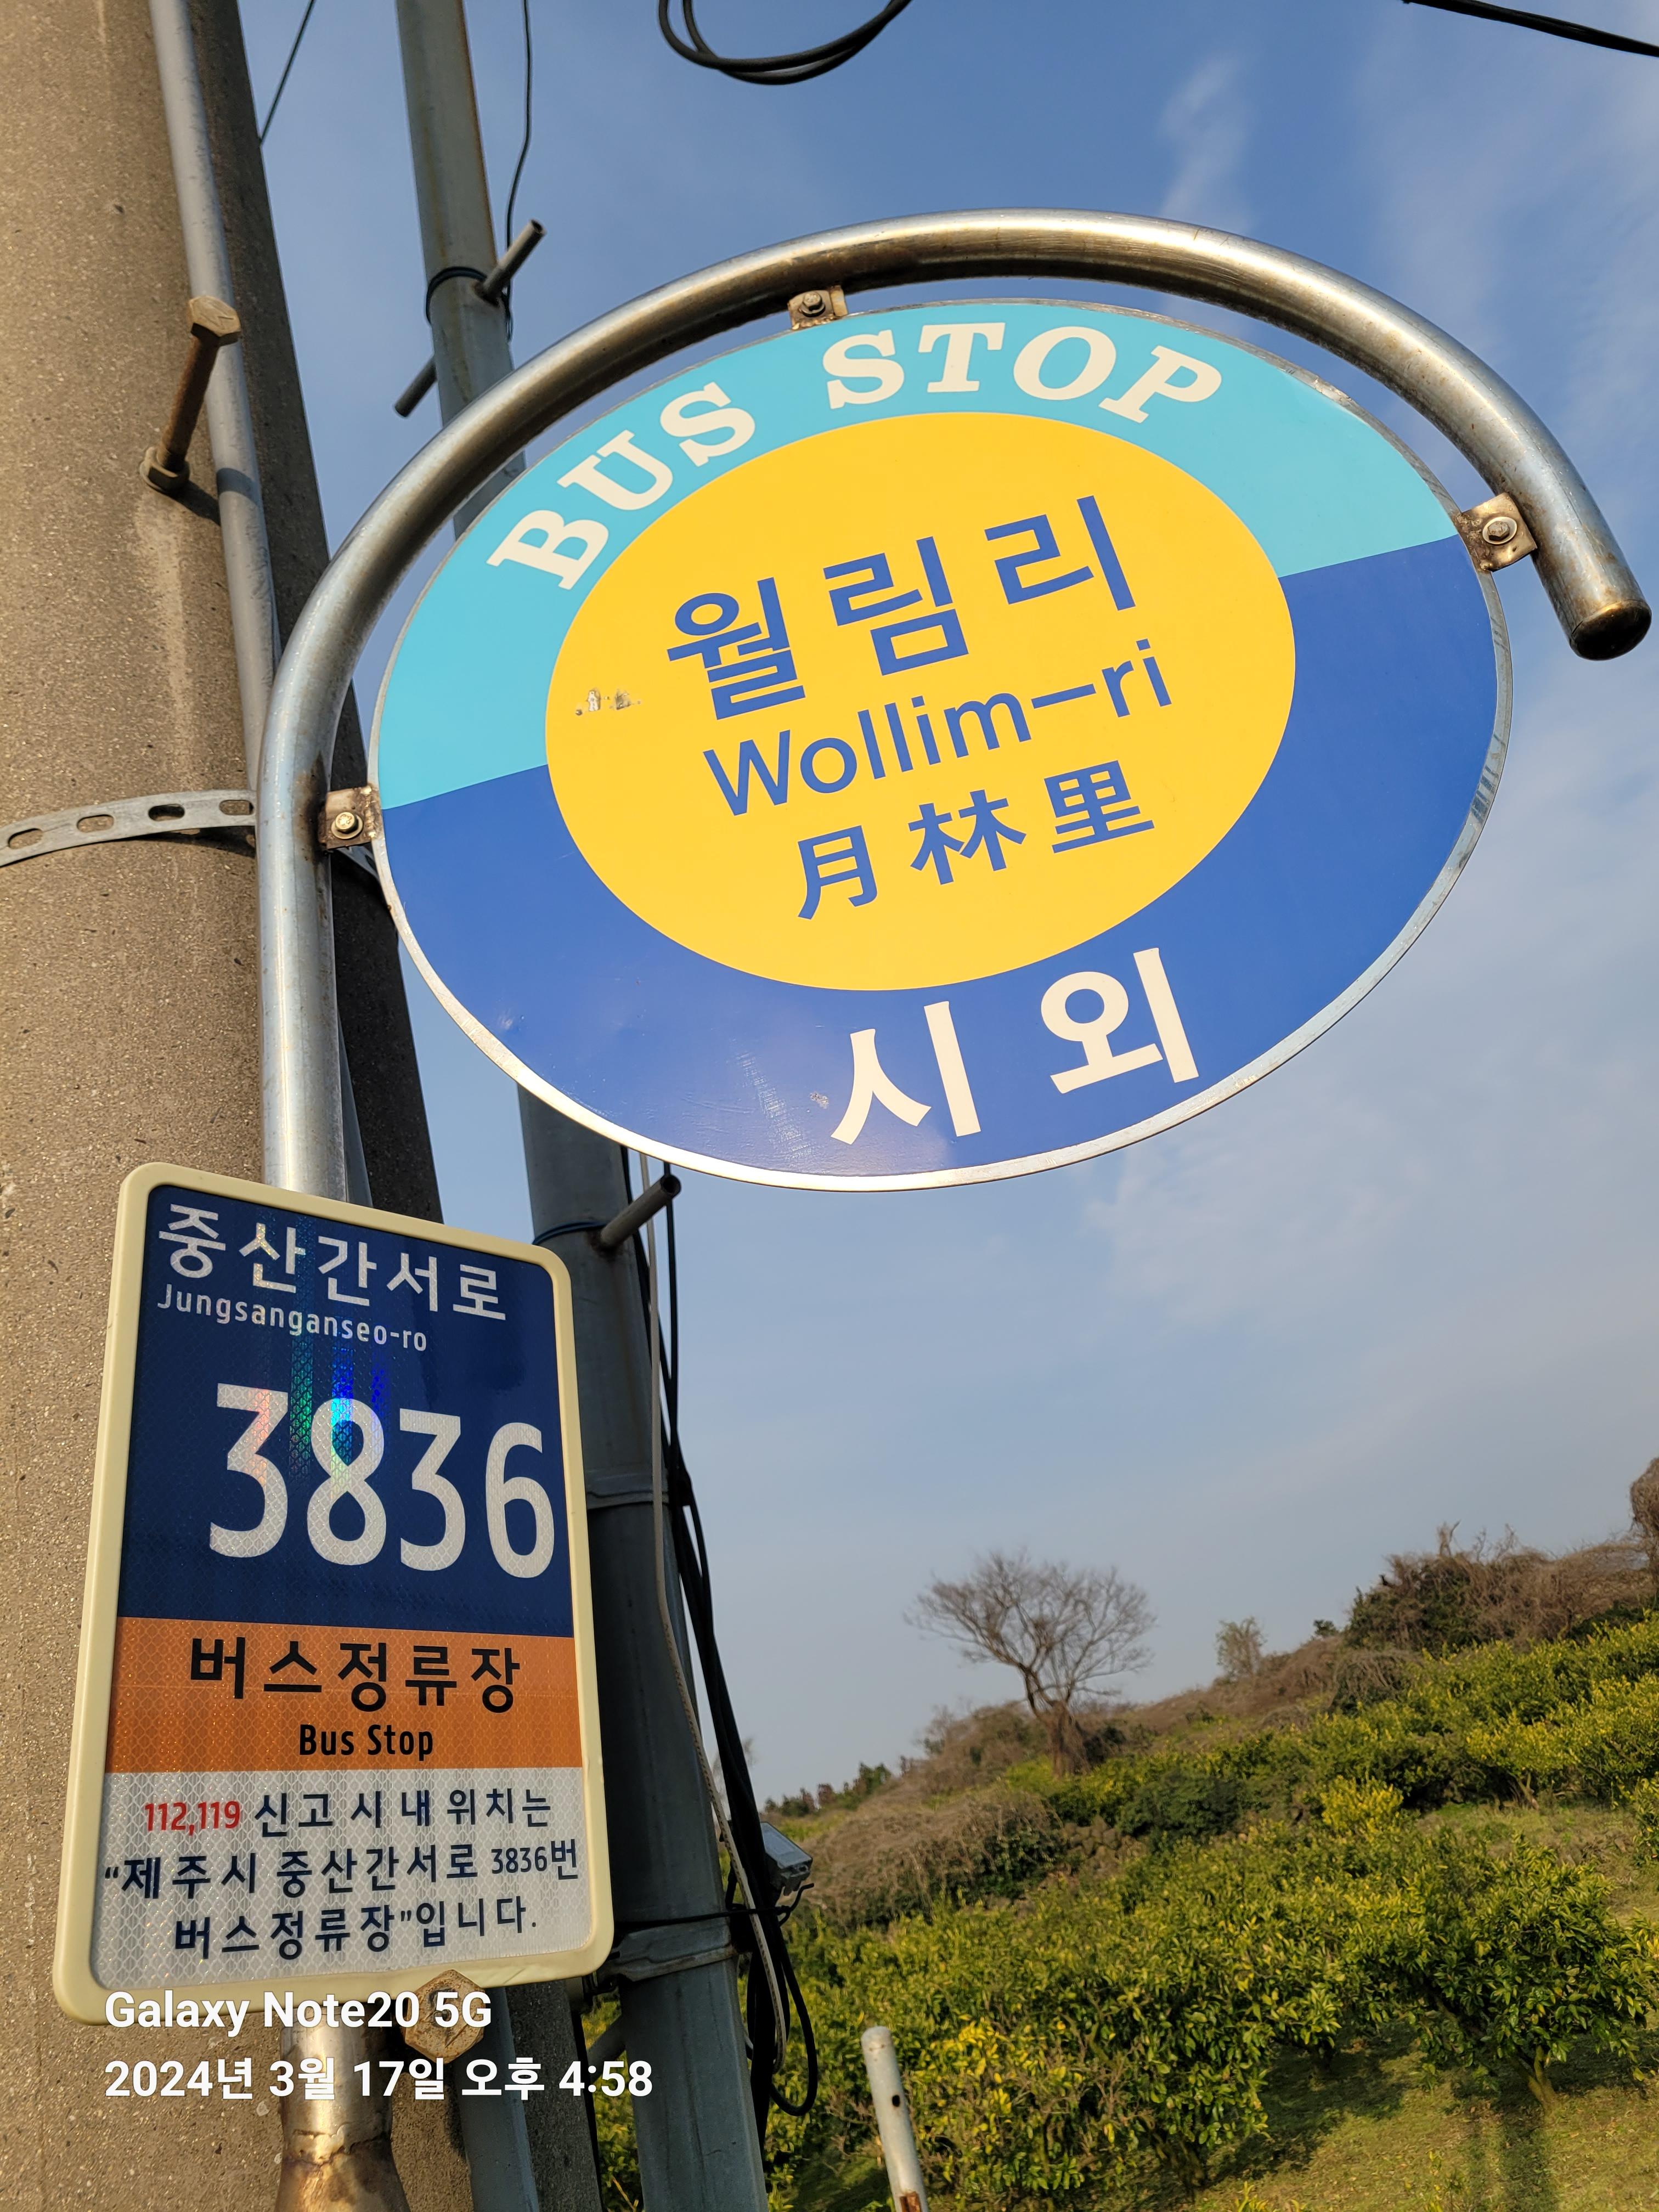 BUS STOP
월림리
Wollim-ri
月林里
시외
중산간서로
Jungsanganseo-ro
3836
버스정류장
Bus Stop
112,119 신고 시 내 위치는
“제주시 중산간서로 3836번
버스정류장”입니다.
Galaxy Note20 5G
2024년 3월 17일 오후 4:58